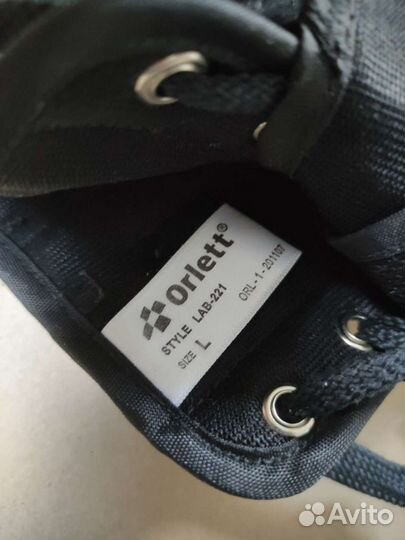 Orlett®
STYLE LAB-221
SIZE L
ORL-1-201107
Avito